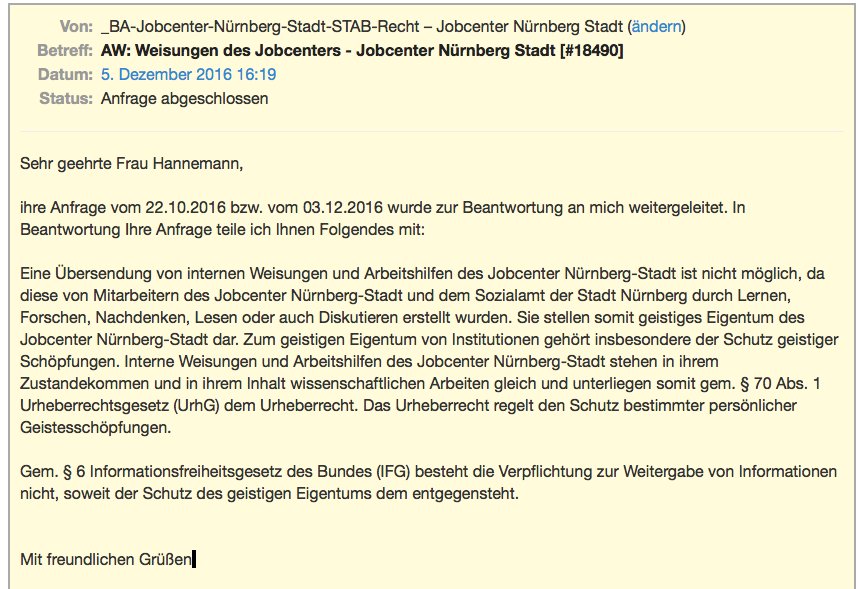 Von: _BA-Jobcenter-Nürnberg-Stadt-STAB-Recht – Jobcenter Nürnberg Stadt (ändern)
Betreff: AW: Weisungen des Jobcenters - Jobcenter Nürnberg Stadt [#18490]
Datum: 5. Dezember 2016 16:19
Status: Anfrage abgeschlossen
Sehr geehrte Frau Hannemann,
ihre Anfrage vom 22.10.2016 bzw. vom 03.12.2016 wurde zur Beantwortung an mich weitergeleitet. In
Beantwortung Ihre Anfrage teile ich Ihnen Folgendes mit:
Eine Übersendung von internen Weisungen und Arbeitshilfen des Jobcenter Nürnberg-Stadt ist nicht möglich, da
diese von Mitarbeitern des Jobcenter Nürnberg-Stadt und dem Sozialamt der Stadt Nürnberg durch Lernen,
Forschen, Nachdenken, Lesen oder auch Diskutieren erstellt wurden. Sie stellen somit geistiges Eigentum des
Jobcenter Nürnberg-Stadt dar. Zum geistigen Eigentum von Institutionen gehört insbesondere der Schutz geistiger
Schöpfungen. Interne Weisungen und Arbeitshilfen des Jobcenter Nürnberg-Stadt stehen in ihrem
Zustandekommen und in ihrem Inhalt wissenschaftlichen Arbeiten gleich und unterliegen somit gem. § 70 Abs. 1
Urheberrechtsgesetz (UrhG) dem Urheberrecht. Das Urheberrecht regelt den Schutz bestimmter persönlicher
Geistesschöpfungen.
Gem. § 6 Informationsfreiheitsgesetz des Bundes (IFG) besteht die Verpflichtung zur Weitergabe von Informationen
nicht, soweit der Schutz des geistigen Eigentums dem entgegensteht.
Mit freundlichen Grüßen